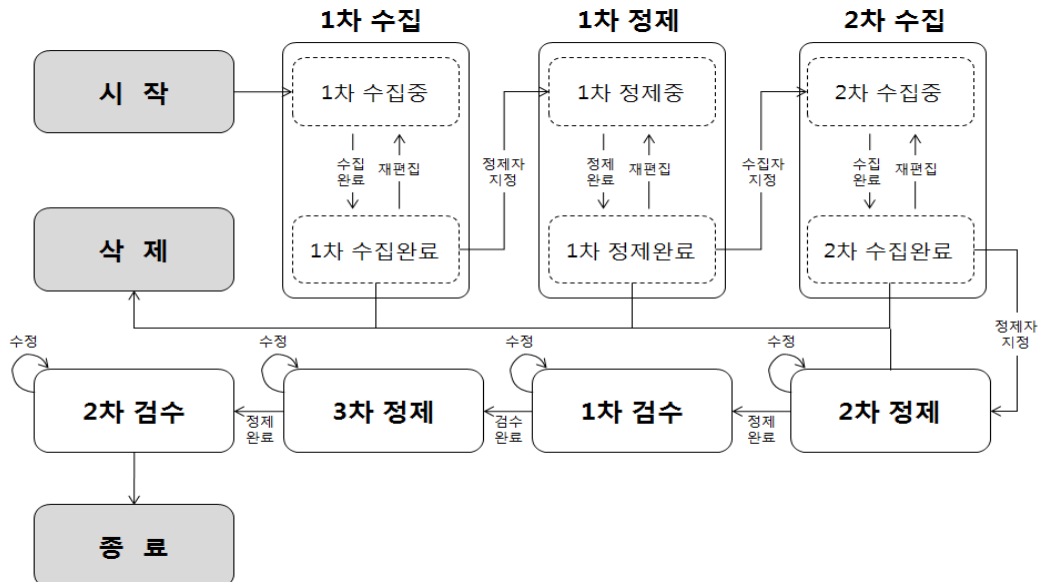 1차 수집
1차 정제
2차 수집
시 작
1차 수집중
1차 정제중
2차 수집중
수집
완료
재편집
정제자
지정
정제
완료
재편집
수집자
지정
수집
완료
재편집
삭 제
1차 수집완료
1차 정제완료
2차 수집완료
정제자
지정
수정
수정
수정
수정
2차 검수
정제
완료
3차 정제
검수
완료
1차 검수
정제
완료
2차 정제
종 료